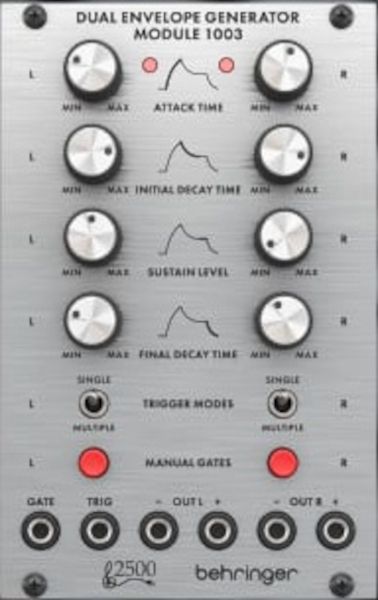 DUAL ENVELOPE GENERATOR
MODULE 1003
L R
MIN MAX ATTACK TIME MIN MAX
L R
MIN MAX INITIAL DECAY TIME MIN MAX
L R
MIN MAX SUSTAIN LEVEL MIN MAX
L R
MIN MAX FINAL DECAY TIME MIN MAX
SINGLE SINGLE
L TRIGGER MODES R
MULTIPLE MULTIPLE
L MANUAL GATES R
GATE TRIG - OUT L + - OUT R +
2500 behringer